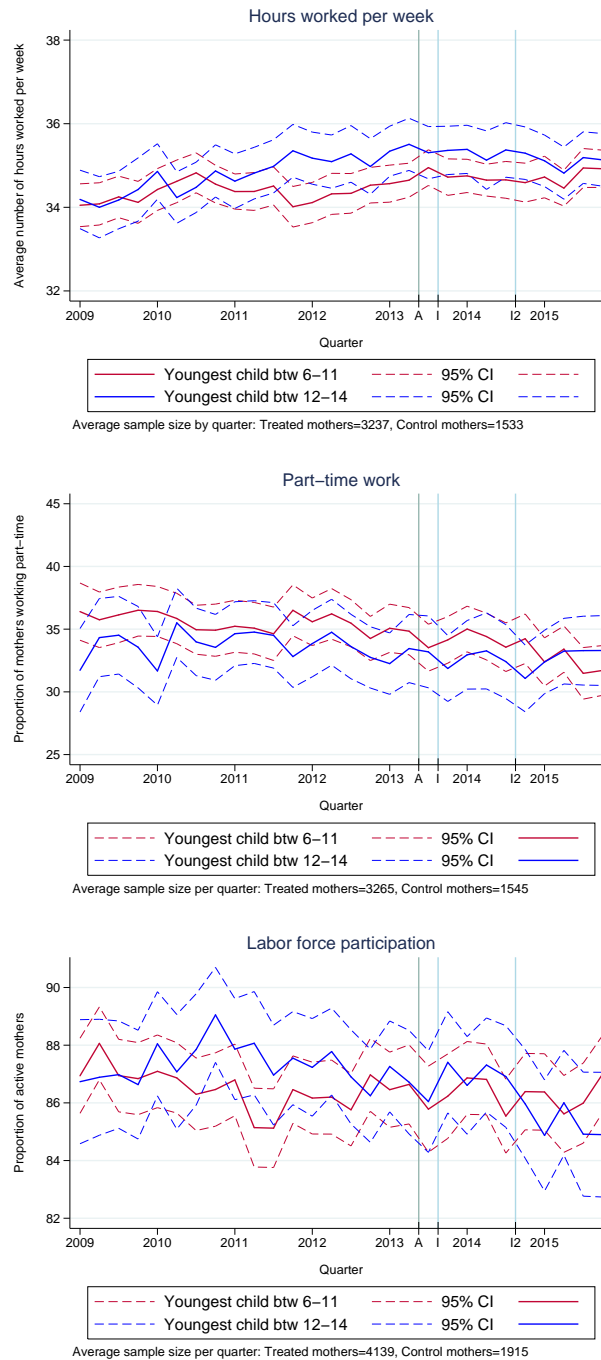 Hours worked per week
Average number of hours worked per week
38
36
34
32
2009 2010 2011 2012 2013 A I 2014 I2 2015
Quarter
Youngest child btw 6−11 95% CI
Youngest child btw 12−14 95% CI
Average sample size by quarter: Treated mothers=3237, Control mothers=1533
Part−time work
Proportion of mothers working part−time
45
40
35
30
25
2009 2010 2011 2012 2013 A I 2014 I2 2015
Quarter
Youngest child btw 6−11 95% CI
Youngest child btw 12−14 95% CI
Average sample size per quarter: Treated mothers=3265, Control mothers=1545
Labor force participation
Proportion of active mothers
90
88
86
84
82
2009 2010 2011 2012 2013 A I 2014 I2 2015
Quarter
Youngest child btw 6−11 95% CI
Youngest child btw 12−14 95% CI
Average sample size per quarter: Treated mothers=4139, Control mothers=1915